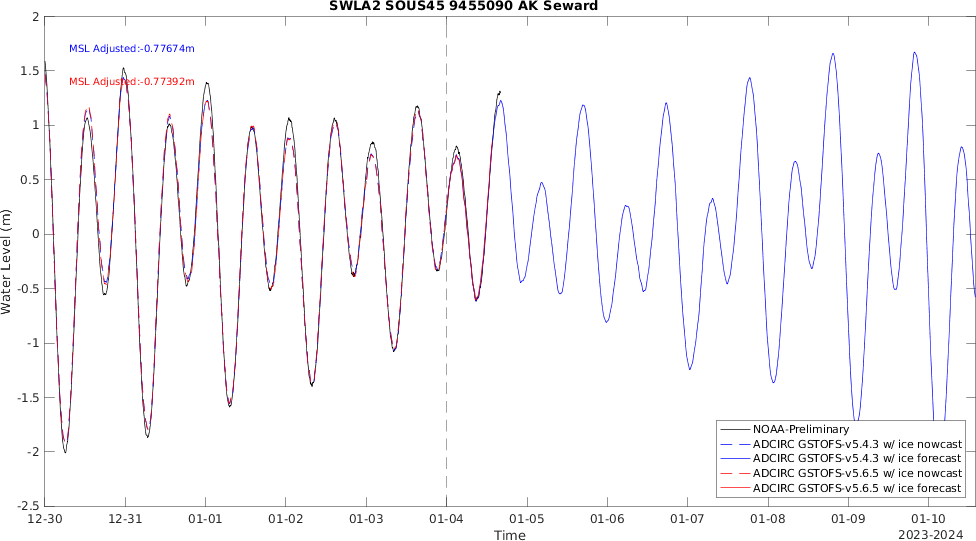 SWLA2 SOUS45 9455090 AK Seward
MSL Adjusted:-0.77674m
MSL Adjusted:-0.77392m
2
1.5
1
0.5
0
-0.5
-1
-1.5
-2
-2.5
Water Level (m)
NOAA-Preliminary
ADCIRC GSTOFS-v5.4.3 w/ ice nowcast
ADCIRC GSTOFS-v5.4.3 w/ ice forecast
ADCIRC GSTOFS-v5.6.5 w/ ice nowcast
ADCIRC GSTOFS-v5.6.5 w/ ice forecast
12-30 12-31 01-01 01-02 01-03 01-04 01-05 01-06 01-07 01-08 01-09 01-10
Time
2023-2024